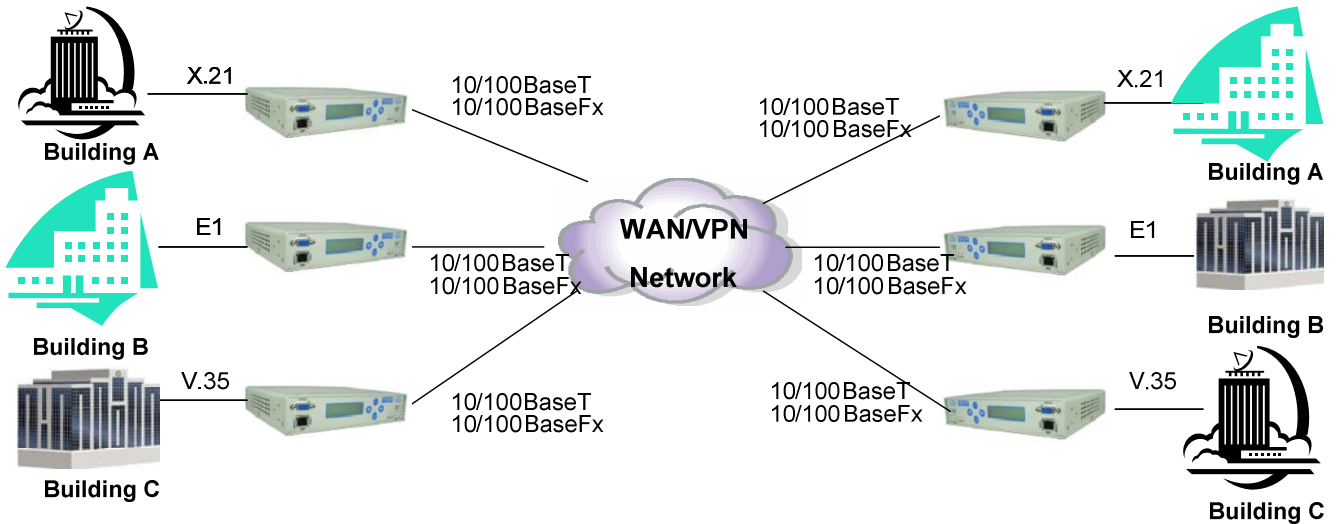 X.21
10/100BaseT
10/100BaseFx
Building A
E1
10/100BaseT
10/100BaseFx
Building B
V.35
10/100BaseT
10/100BaseFx
Building C
WAN/VPN
Network
10/100BaseT
10/100BaseFx
X.21
Building A
10/100BaseT
10/100BaseFx
E1
Building B
10/100BaseT
10/100BaseFx
V.35
Building C